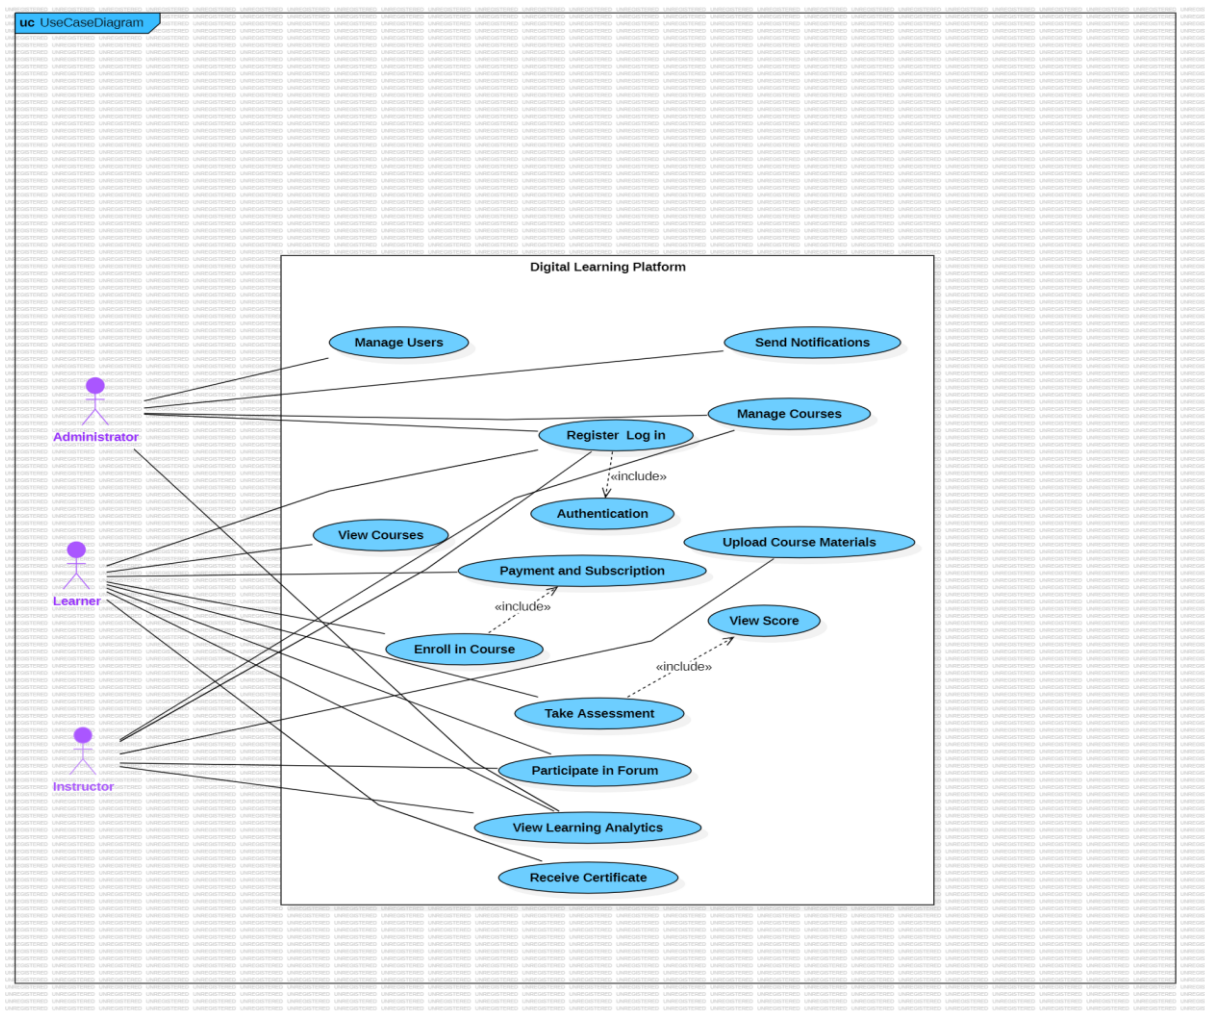 uc UseCaseDiagram
Digital Learning Platform
Manage Users
Send Notifications
Manage Courses
Register  Log in
Administrator
«include»
Authentication
View Courses
Upload Course Materials
Payment and Subscription
Learner
«include»
View Score
Enroll in Course
«include»
Take Assessment
Participate in Forum
Instructor
View Learning Analytics
Receive Certificate
UNREGISTERED